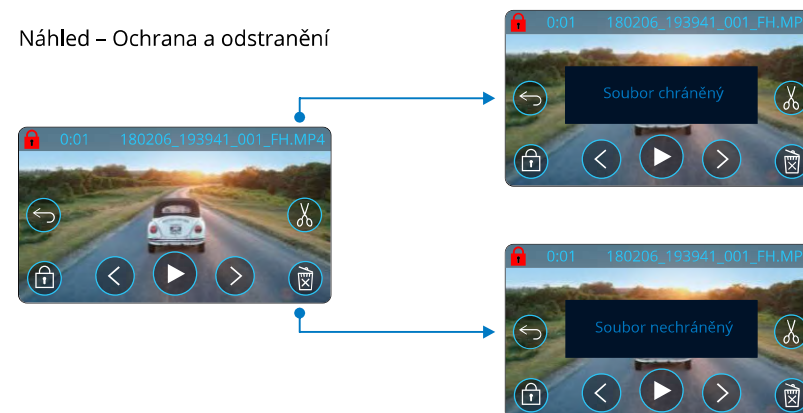 Náhled – Ochrana a odstranění
0:01 180206_193941_001_FH.MP4
0:01 180206_193941_001_FH.MP
Soubor chráněný
0:01 180206_193941_001_FH.MP
Soubor nechráněný